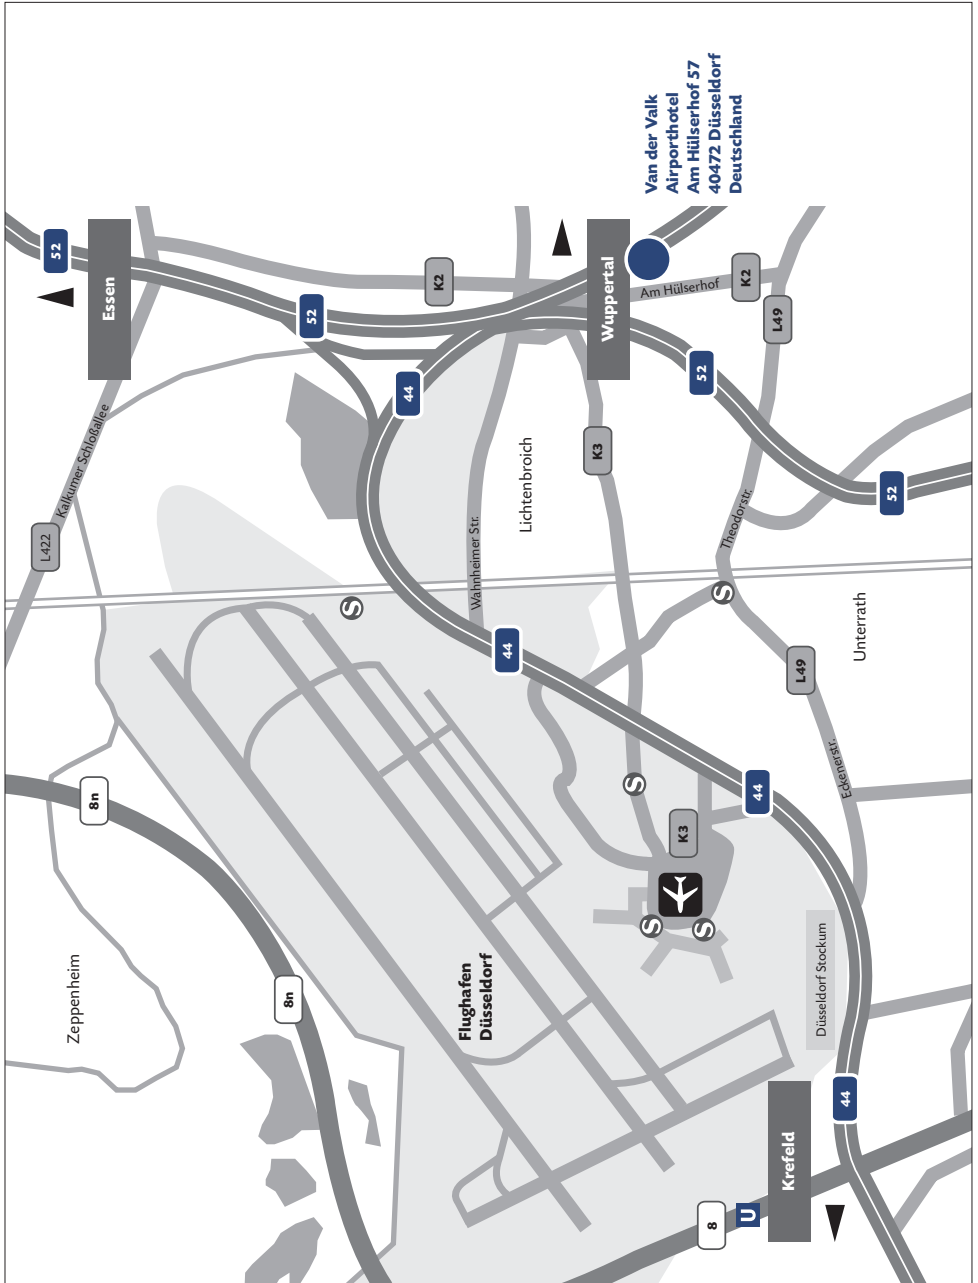 Van der Valk
Airporthotel
Am Hülserhof 57
40472 Düsseldorf
Deutschland
52
Essen
52
K2
Wuppertal
Am Hülserhof
K2
L49
44
52
K3
52
Kalkumer Schloßallee
L422
Lichtenbroich
Wahnheimer Str.
Theodorstr.
S
S
Unterrath
44
L49
8n
S
44
Eckenerstr.
K3
S
S
Zeppenheim
8n
Flughafen
Düsseldorf
Düsseldorf Stockum
44
Krefeld
8
U